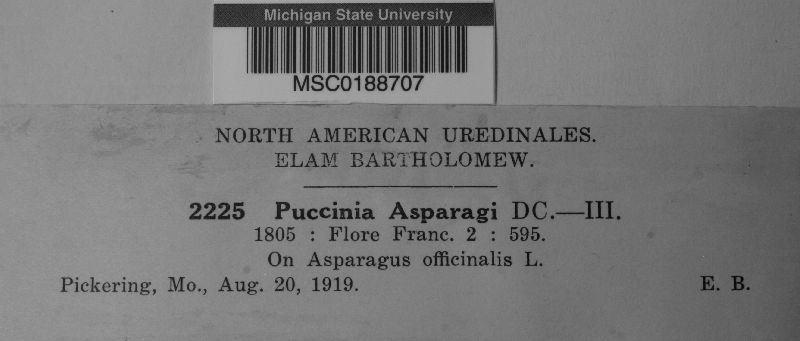 Michigan State University
MSC0188707
NORTH AMERICAN UREDINALES.
ELAM BARTHOLOMEW.
2225 Puccinia Asparagi DC.—III.
1805 : Flore Franc. 2 : 595.
On Asparagus officinalis L.
Pickering, Mo., Aug. 20, 1919. E. B.